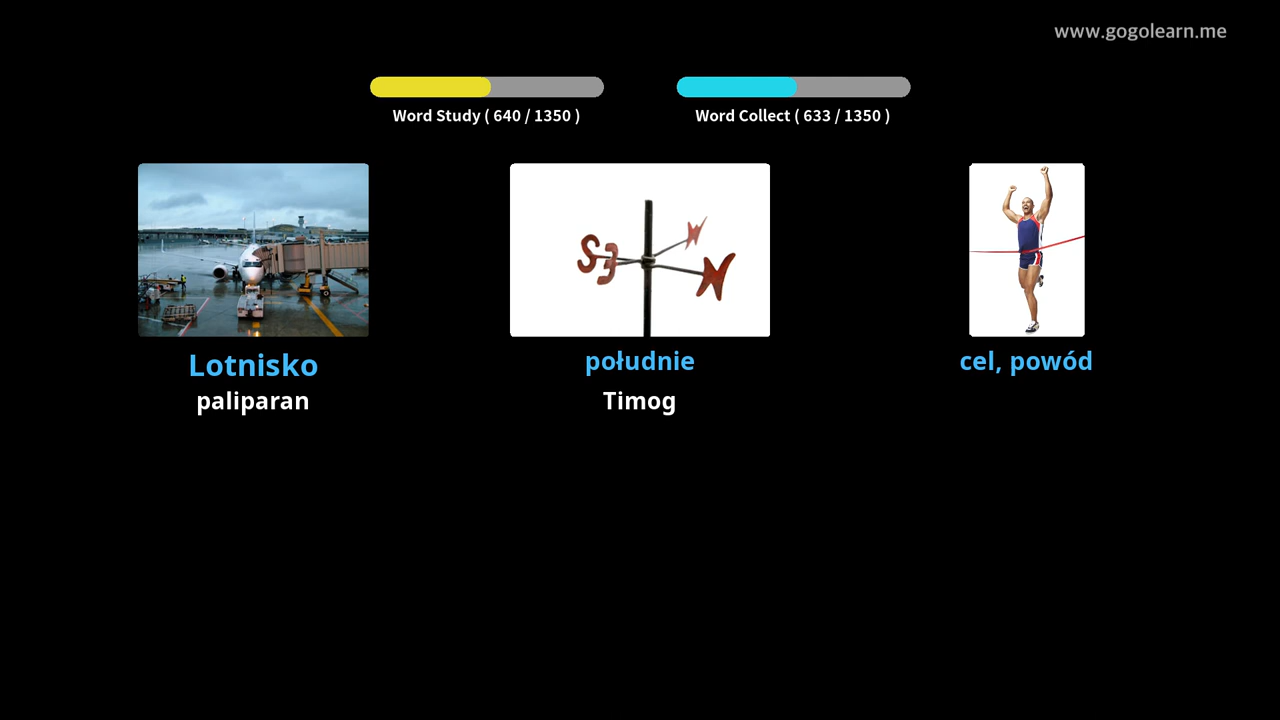 www.gogolearn.me
Word Study ( 640 / 1350 )
Word Collect ( 633 / 1350 )
S E N W
Lotnisko
południe
cel, powód
paliparan
Timog